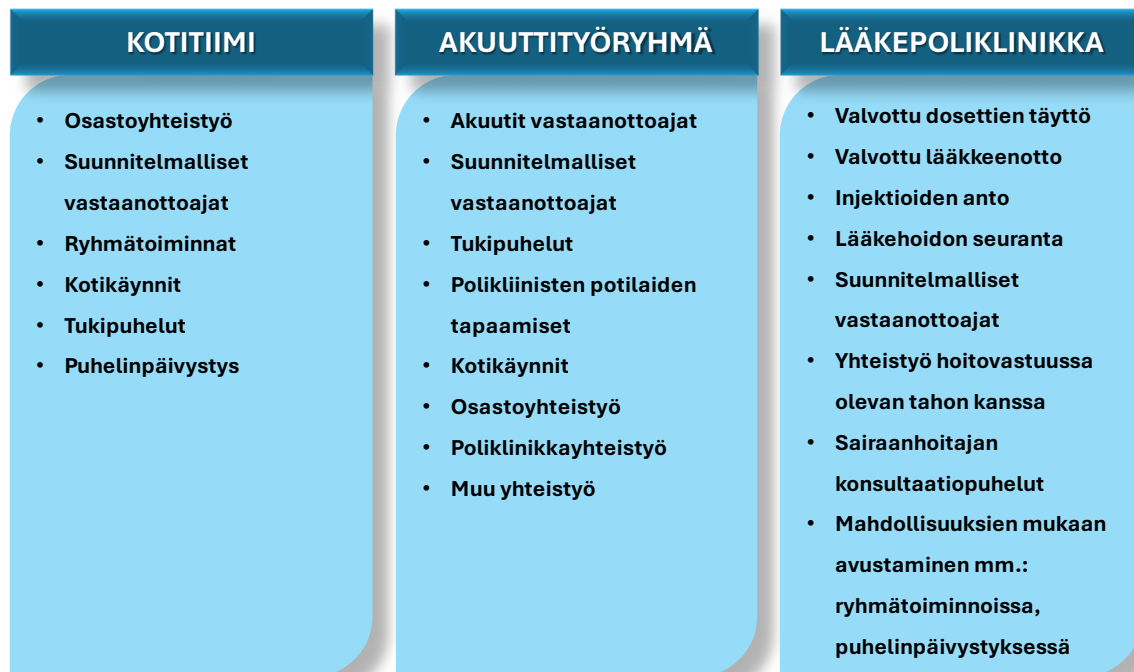 KOTITIIMI
• Osastoyhteistyö
• Suunnitelmalliset
vastaanottoajat
• Ryhmätoiminnat
• Kotikäynnit
• Tukipuhelut
• Puhelinpäivystys
AKUUTTITYÖRYHMÄ
• Akuutit vastaanottoajat
• Suunnitelmalliset
vastaanottoajat
• Tukipuhelut
• Polikliinisten potilaiden
tapaamiset
• Kotikäynnit
• Osastoyhteistyö
• Poliklinikkayhteistyö
• Muu yhteistyö
LÄÄKEPOLIKLINIKKA
• Valvottu dosettien täyttö
• Valvottu lääkkeenotto
• Injektioiden anto
• Lääkehoidon seuranta
• Suunnitelmalliset
vastaanottoajat
• Yhteistyö hoitovastuussa
olevan tahon kanssa
• Sairaanhoitajan
konsultaatiopuhelut
• Mahdollisuuksien mukaan
avustaminen mm.:
ryhmätoiminnoissa,
puhelinpäivystyksessä